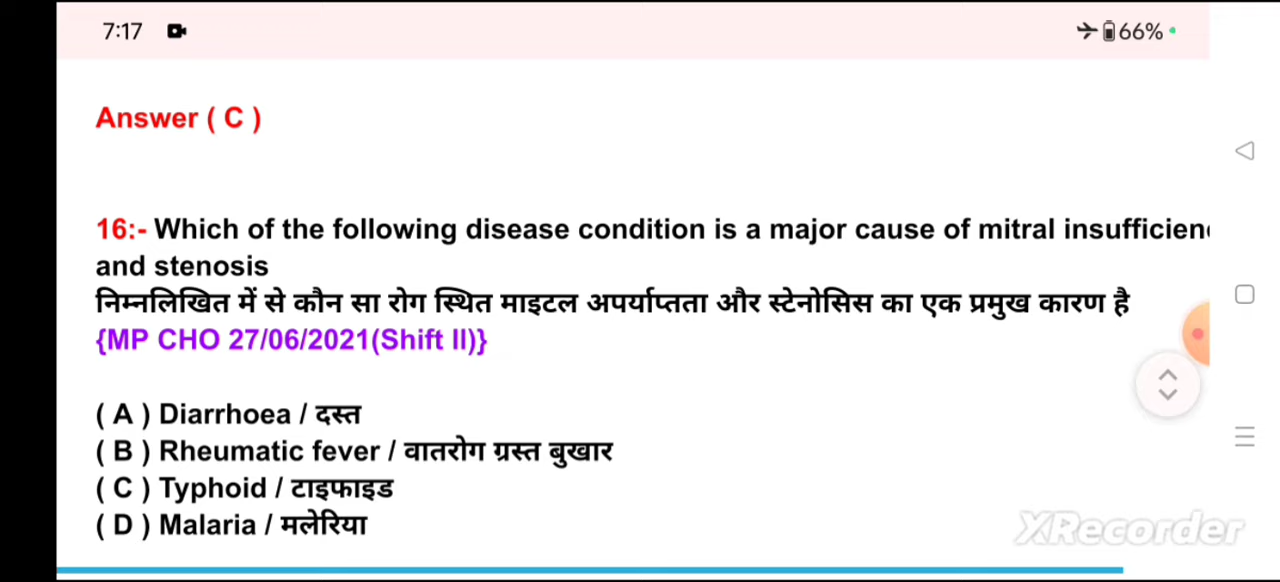 7:17
66%
Answer ( C )
16:- Which of the following disease condition is a major cause of mitral insufficien
and stenosis
निम्नलिखित में से कौन सा रोग स्थित माइटल अपर्याप्तता और स्टेनोसिस का एक प्रमुख कारण है
{MP CHO 27/06/2021(Shift II)}
( A ) Diarrhoea / दस्त
( B ) Rheumatic fever / वातरोग ग्रस्त बुखार
( C ) Typhoid / टाइफाइड
( D ) Malaria / मलेरिया
XRecorder